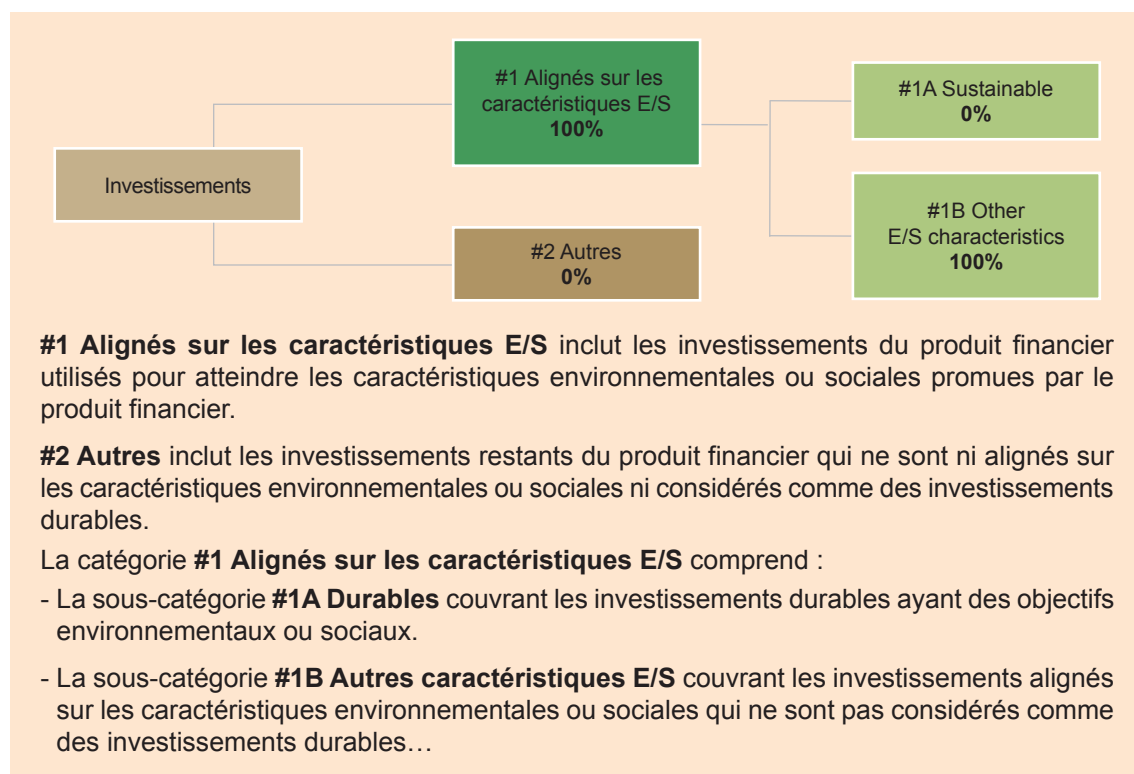 #1 Alignés sur les
caractéristiques E/S
100%
#1A Sustainable
0%
Investissements
#1B Other
E/S characteristics
100%
#2 Autres
0%
#1 Alignés sur les caractéristiques E/S inclut les investissements du produit financier
utilisés pour atteindre les caractéristiques environnementales ou sociales promues par le
produit financier.
#2 Autres inclut les investissements restants du produit financier qui ne sont ni alignés sur
les caractéristiques environnementales ou sociales ni considérés comme des investissements
durables.
La catégorie #1 Alignés sur les caractéristiques E/S comprend :
- La sous-catégorie #1A Durables couvrant les investissements durables ayant des objectifs
environnementaux ou sociaux.
- La sous-catégorie #1B Autres caractéristiques E/S couvrant les investissements alignés
sur les caractéristiques environnementales ou sociales qui ne sont pas considérés comme
des investissements durables…